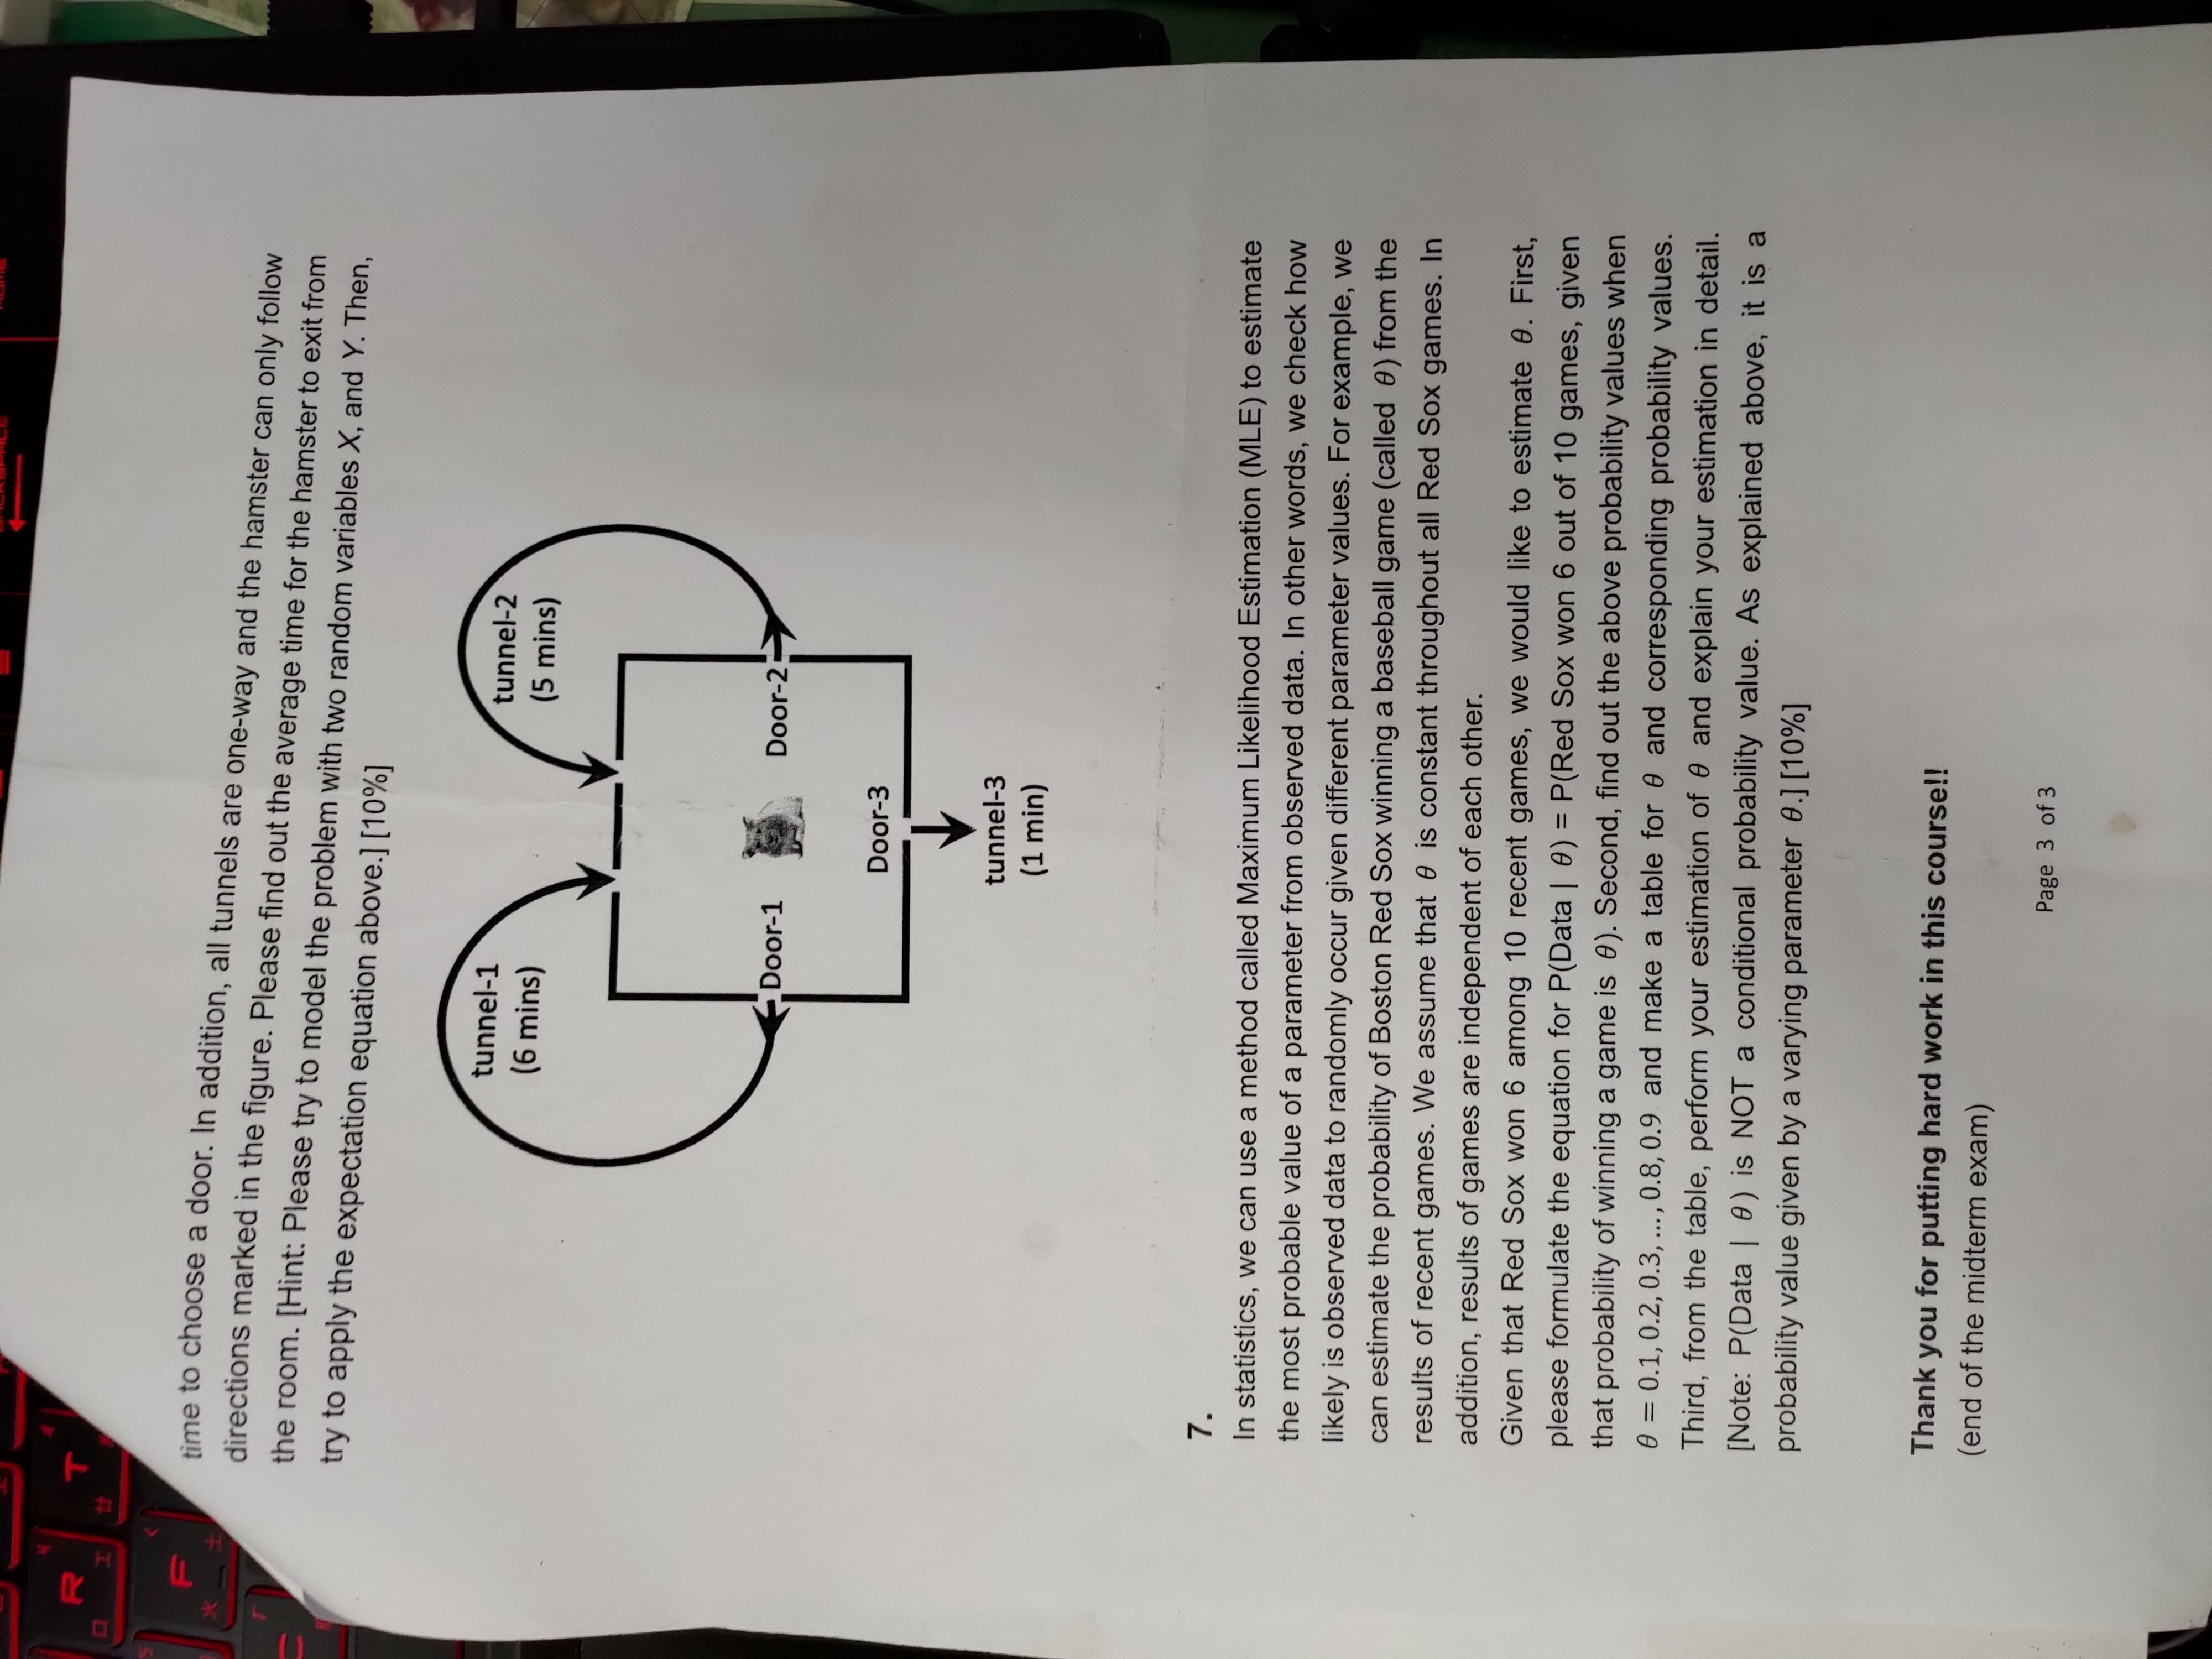 BACKSPACE
HOME
R
T
F
C
time to choose a door. In addition, all tunnels are one-way and the hamster can only follow
directions marked in the figure. Please find out the average time for the hamster to exit from
the room. [Hint: Please try to model the problem with two random variables X, and Y. Then,
try to apply the expectation equation above.] [10%]
tunnel-1
(6 mins)
tunnel-2
(5 mins)
Door-1
Door-2
Door-3
tunnel-3
(1 min)
7.
In statistics, we can use a method called Maximum Likelihood Estimation (MLE) to estimate
the most probable value of a parameter from observed data. In other words, we check how
likely is observed data to randomly occur given different parameter values. For example, we
can estimate the probability of Boston Red Sox winning a baseball game (called θ) from the
results of recent games. We assume that θ is constant throughout all Red Sox games. In
addition, results of games are independent of each other.
Given that Red Sox won 6 among 10 recent games, we would like to estimate θ. First,
please formulate the equation for P(Data | θ) = P(Red Sox won 6 out of 10 games, given
that probability of winning a game is θ). Second, find out the above probability values when
θ = 0.1, 0.2, 0.3, ..., 0.8, 0.9 and make a table for θ and corresponding probability values.
Third, from the table, perform your estimation of θ and explain your estimation in detail.
[Note: P(Data | θ) is NOT a conditional probability value. As explained above, it is a
probability value given by a varying parameter θ.] [10%]
Thank you for putting hard work in this course!!
(end of the midterm exam)
Page 3 of 3